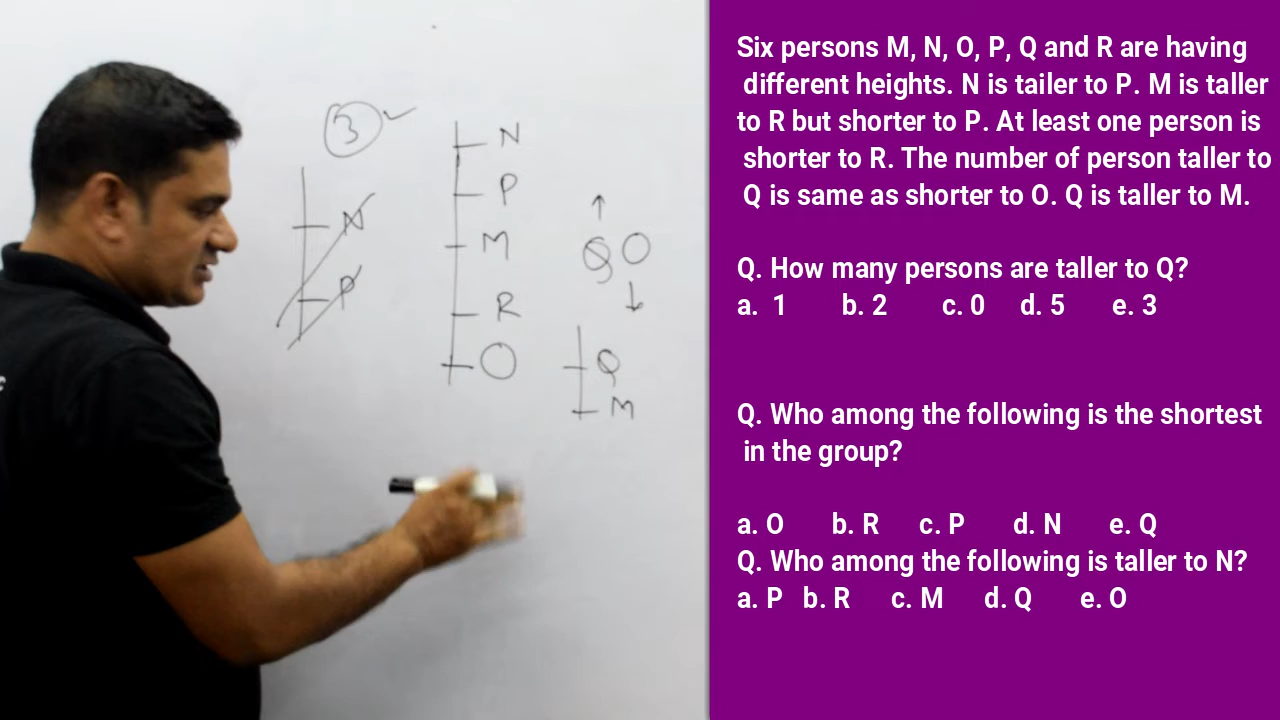 3
N
P
N
P
M
R
O
Q O
Q
M
Six persons M, N, O, P, Q and R are having
different heights. N is tailer to P. M is taller
to R but shorter to P. At least one person is
shorter to R. The number of person taller to
Q is same as shorter to O. Q is taller to M.
Q. How many persons are taller to Q?
a. 1 b. 2 c. 0 d. 5 e. 3
Q. Who among the following is the shortest
in the group?
a. O b. R c. P d. N e. Q
Q. Who among the following is taller to N?
a. P b. R c. M d. Q e. O